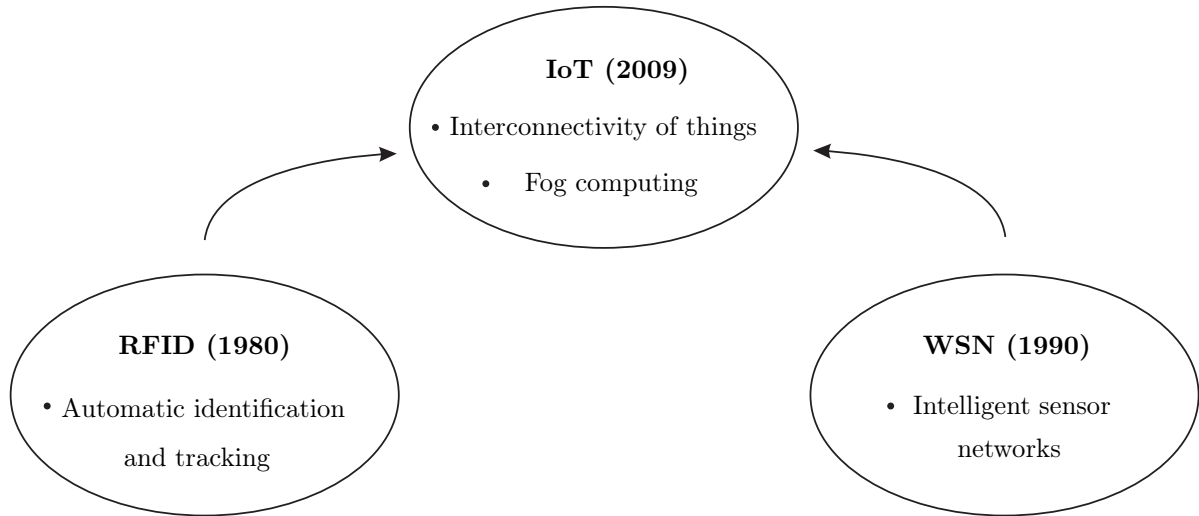 IoT (2009)
• Interconnectivity of things
• Fog computing
RFID (1980)
• Automatic identification
and tracking
WSN (1990)
• Intelligent sensor
networks